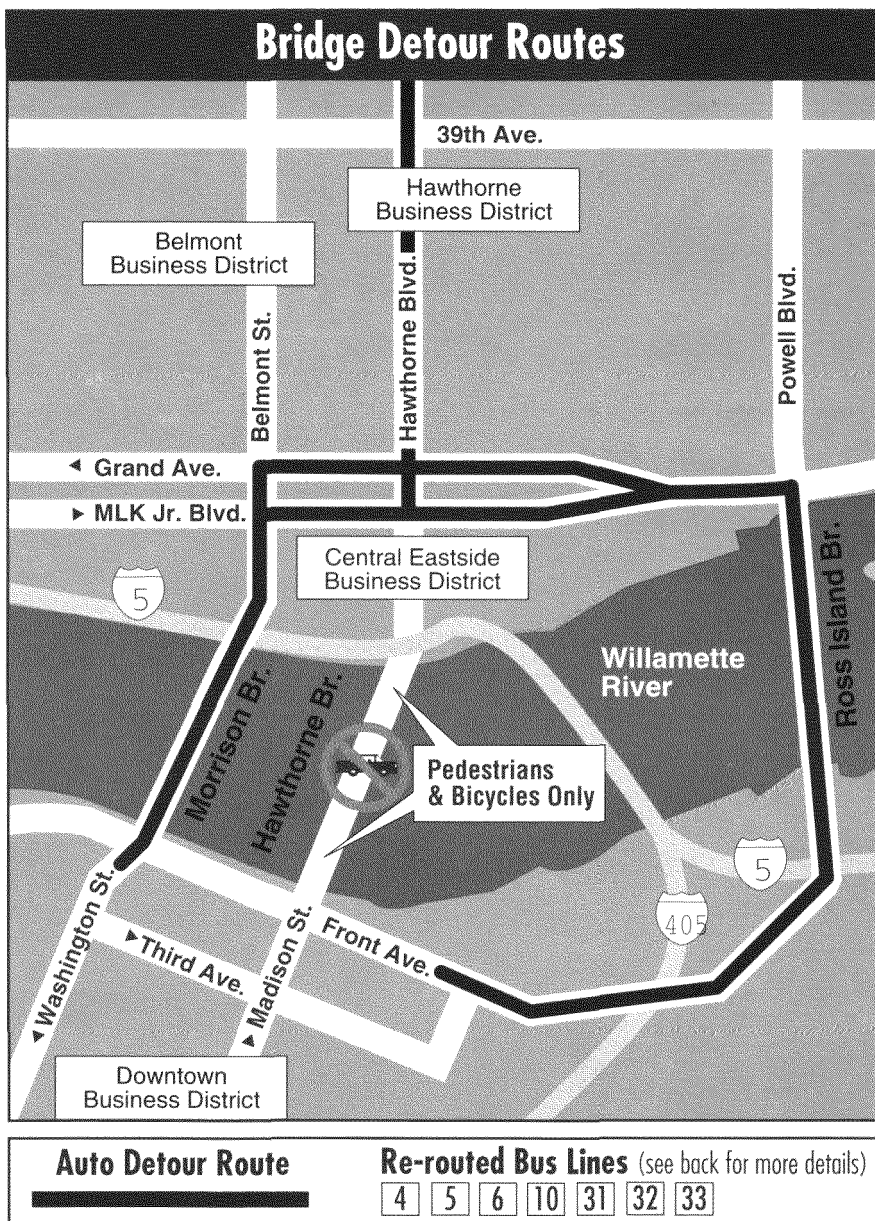 Bridge Detour Routes
39th Ave.
Hawthorne
Business District
Belmont
Business District
Hawthorne Blvd.
Powell Blvd.
Belmont St.
◄ Grand Ave.
► MLK Jr. Blvd.
Central Eastside
Business District
5
Ross Island Br.
Willamette
River
Morrison Br.
Hawthorne Br.
Pedestrians
& Bicycles Only
5
405
◄ Washington St.
► Third Ave.
► Madison St.
Front Ave.
Downtown
Business District
Auto Detour Route
Re-routed Bus Lines (see back for more details)
4 5 6 10 31 32 33